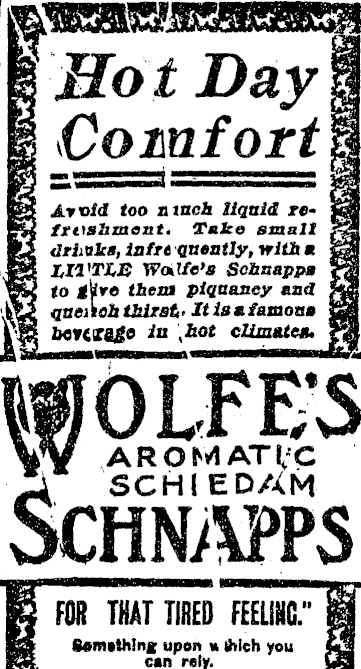 Hot Day
Comfort
Avoid too much liquid re-
freshment. Take small
drinks, infrequently, with a
LITTLE Wolfe's Schnapps
to give them piquancy and
quench thirst. It is a famous
beverage in hot climates.
WOLFE'S
AROMATIC
SCHIEDAM
SCHNAPPS
FOR THAT TIRED FEELING."
Something upon which you
can rely.